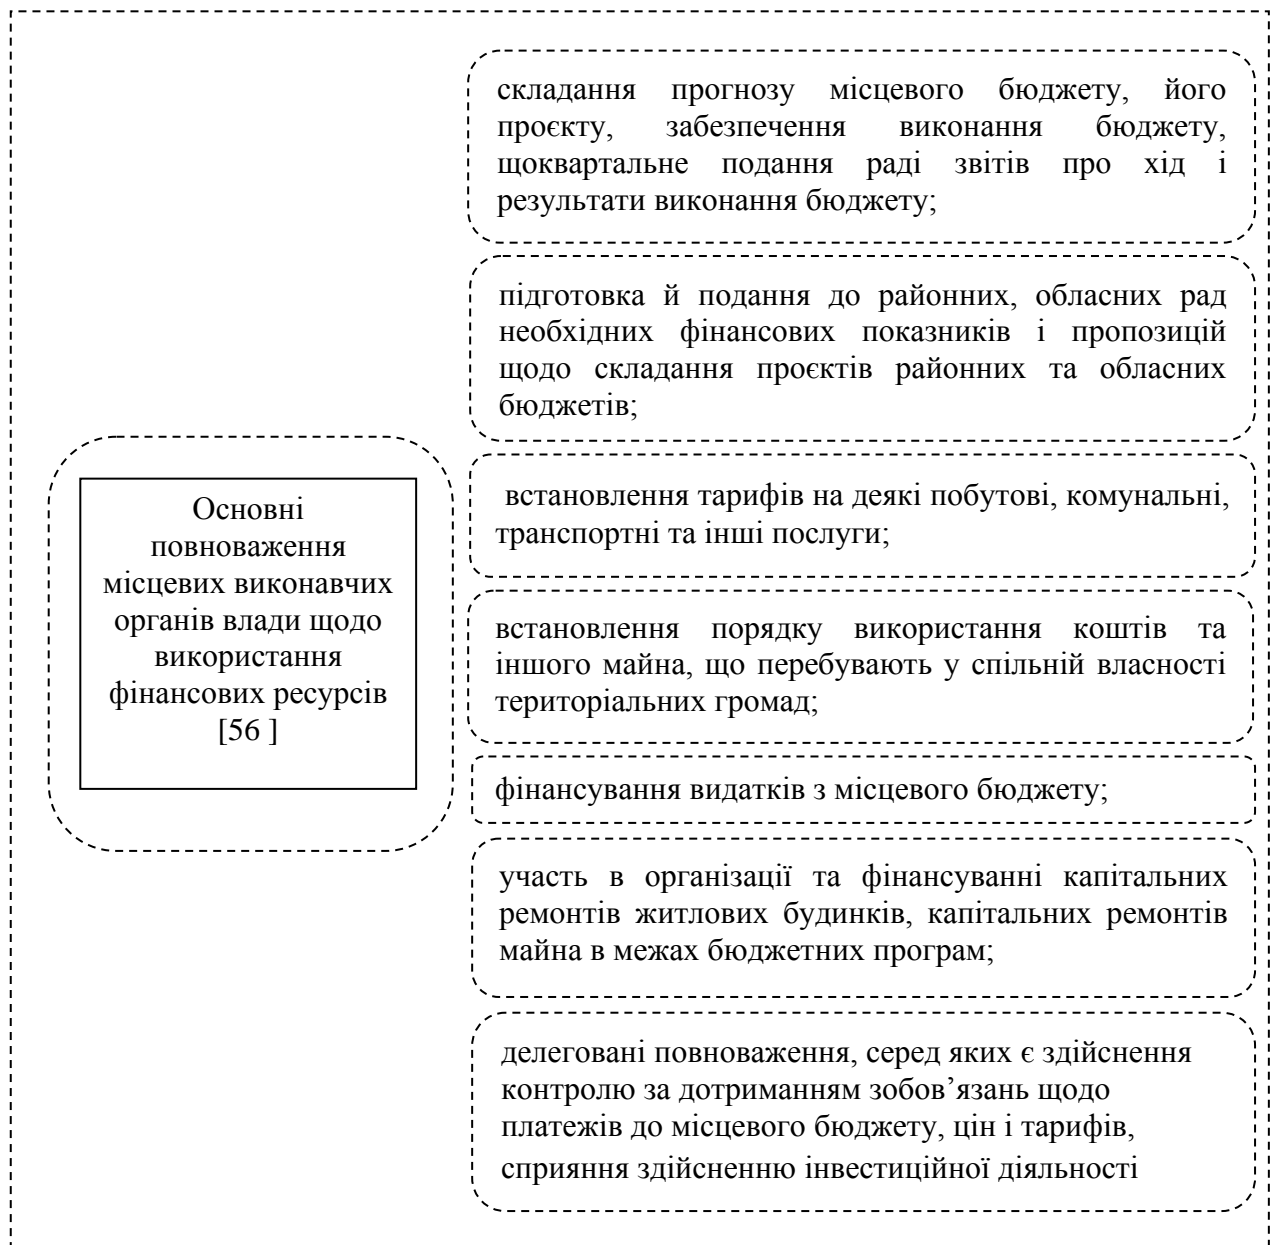 складання прогнозу місцевого бюджету, його
проєкту, забезпечення виконання бюджету,
щоквартальне подання раді звітів про хід і
результати виконання бюджету;
підготовка й подання до районних, обласних рад
необхідних фінансових показників і пропозицій
щодо складання проєктів районних та обласних
бюджетів;
Основні
повноваження
місцевих виконавчих
органів влади щодо
використання
фінансових ресурсів
[56 ]
встановлення тарифів на деякі побутові, комунальні,
транспортні та інші послуги;
встановлення порядку використання коштів та
іншого майна, що перебувають у спільній власності
територіальних громад;
фінансування видатків з місцевого бюджету;
участь в організації та фінансуванні капітальних
ремонтів житлових будинків, капітальних ремонтів
майна в межах бюджетних програм;
делеговані повноваження, серед яких є здійснення
контролю за дотриманням зобов’язань щодо
платежів до місцевого бюджету, цін і тарифів,
сприяння здійсненню інвестиційної діяльності